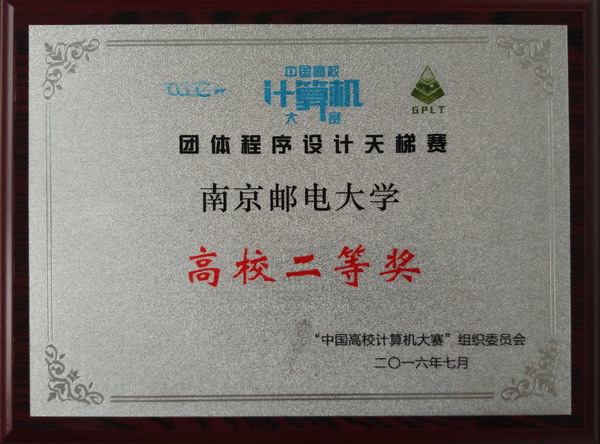 中国高校
计算机
大赛
GPLT
团体程序设计天梯赛
南京邮电大学
高校二等奖
“中国高校计算机大赛”组织委员会
二〇一六年七月